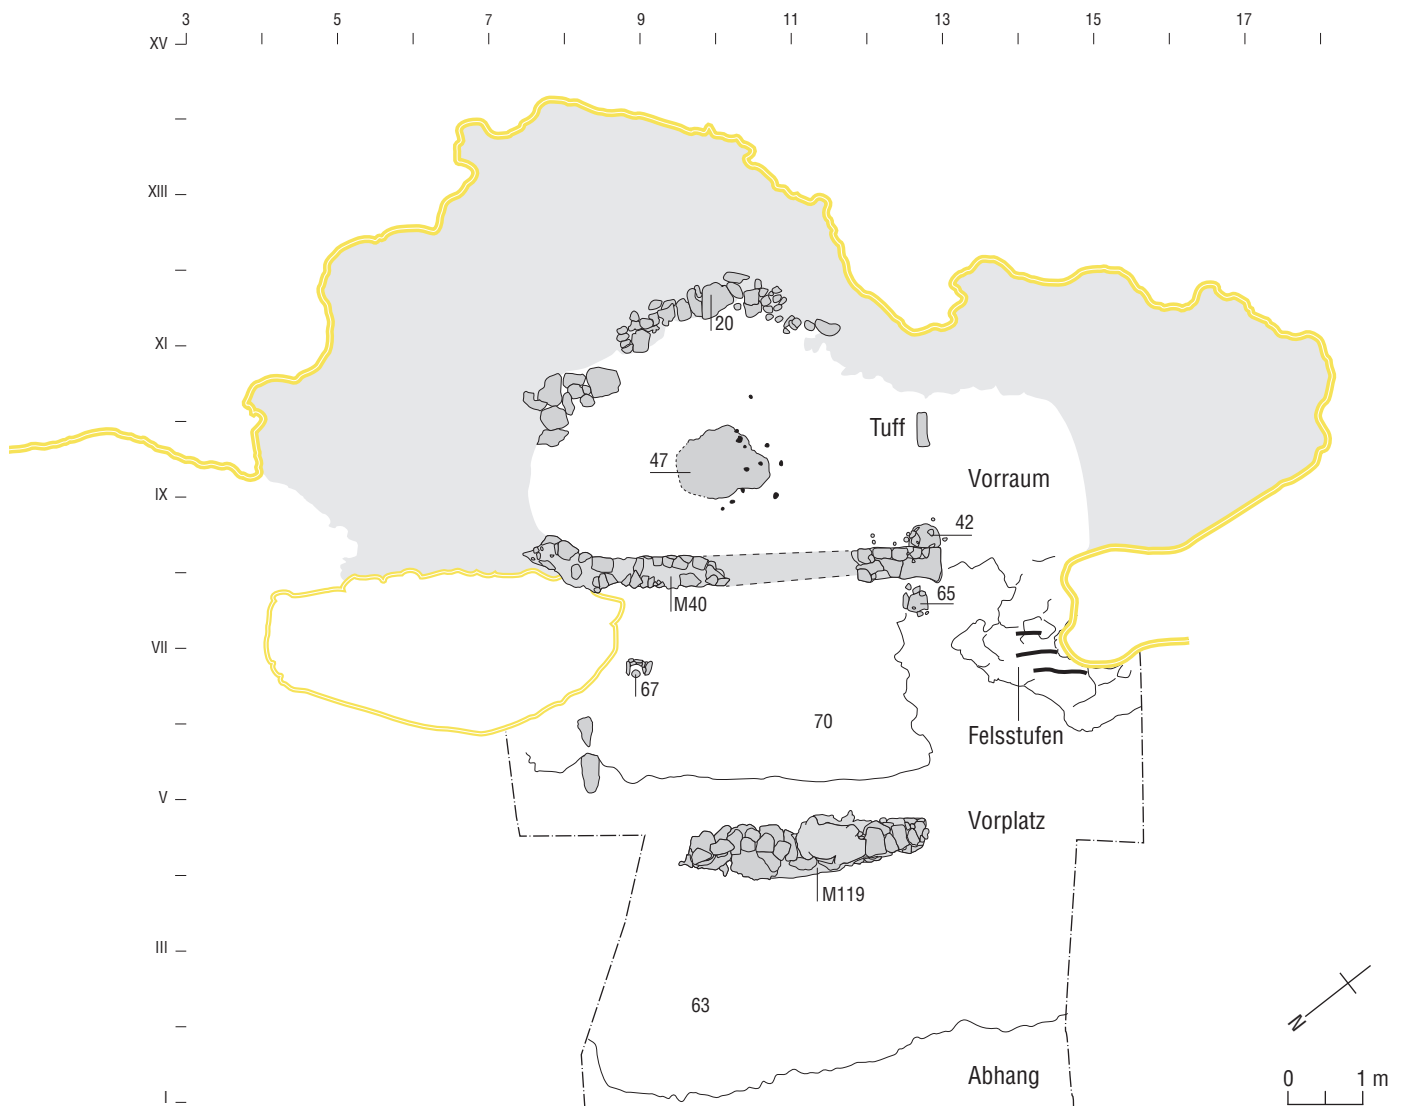 3 5 7 9 11 13 15 17
XV
XIII
XI
20
Tuff
47
Vorraum
IX
42
65
M40
VII
67
70
Felsstufen
V
Vorplatz
M119
III
63
N
Abhang
0 1 m
I